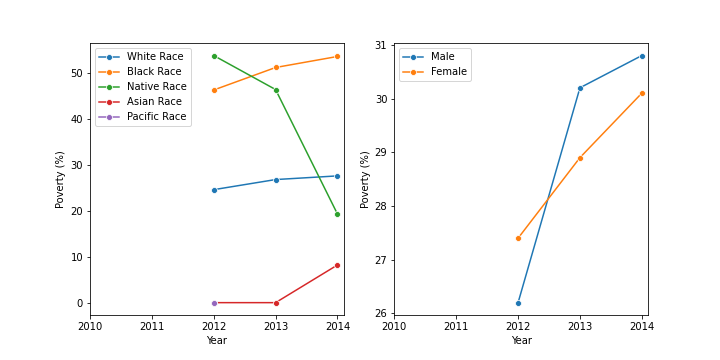 White Race
Black Race
Native Race
Asian Race
Pacific Race
Poverty (%)
50
40
30
20
10
0
2010 2011 2012 2013 2014
Year
Male
Female
Poverty (%)
31
30
29
28
27
26
2010 2011 2012 2013 2014
Year